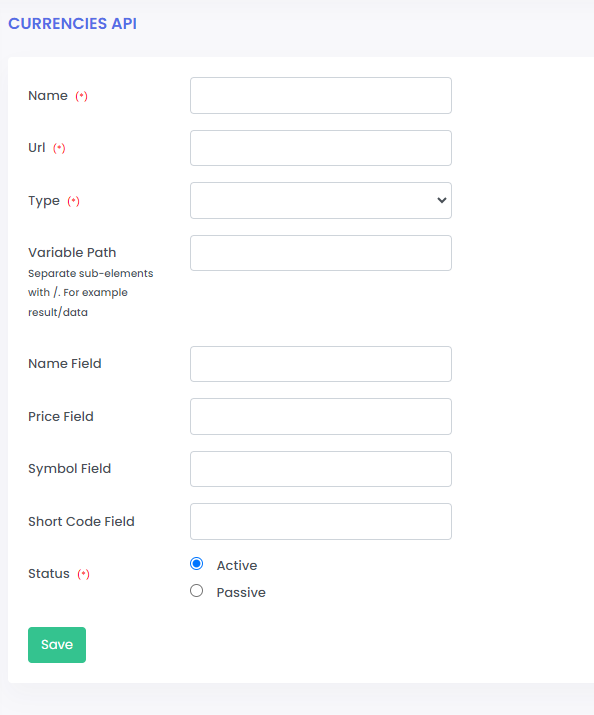 CURRENCIES API
Name (*)
Url (*)
Type (*)
Variable Path
Separate sub-elements
with /. For example
result/data
Name Field
Price Field
Symbol Field
Short Code Field
Status (*)
Active
Passive
Save